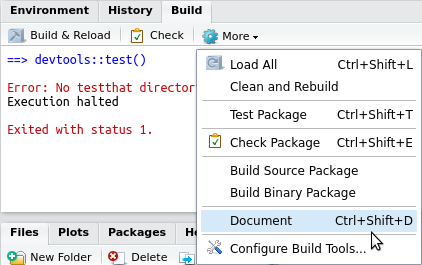 Environment History Build
Build & Reload Check More
==> devtools::test()
Error: No testthat director
Execution halted
Exited with status 1.
Load All Ctrl+Shift+L
Clean and Rebuild
Test Package Ctrl+Shift+T
Check Package Ctrl+Shift+E
Build Source Package
Build Binary Package
Document Ctrl+Shift+D
Configure Build Tools...
Files Plots Packages He
New Folder Delete